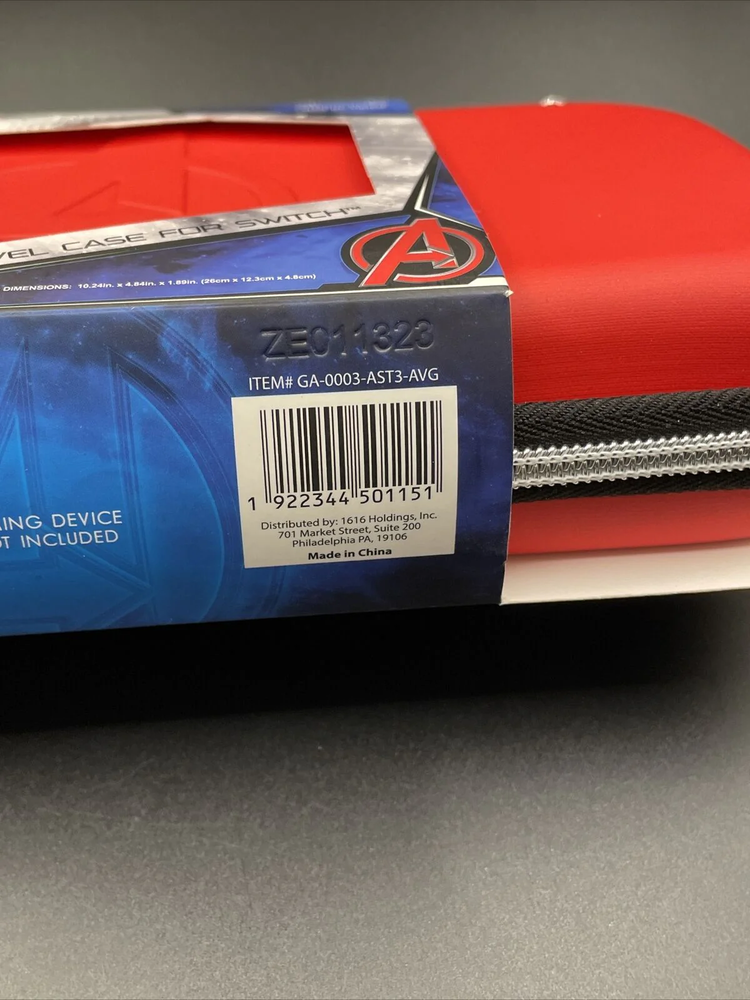 VEL CASE FOR SWITCH™
DIMENSIONS: 10.24in. x 4.84in. x 1.89in. (26cm x 12.3cm x 4.8cm)
ZE011323
ITEM# GA-0003-AST3-AVG
1 922344 501151
Distributed by: 1616 Holdings, Inc.
701 Market Street, Suite 200
Philadelphia PA, 19106
Made in China
ING DEVICE
OT INCLUDED